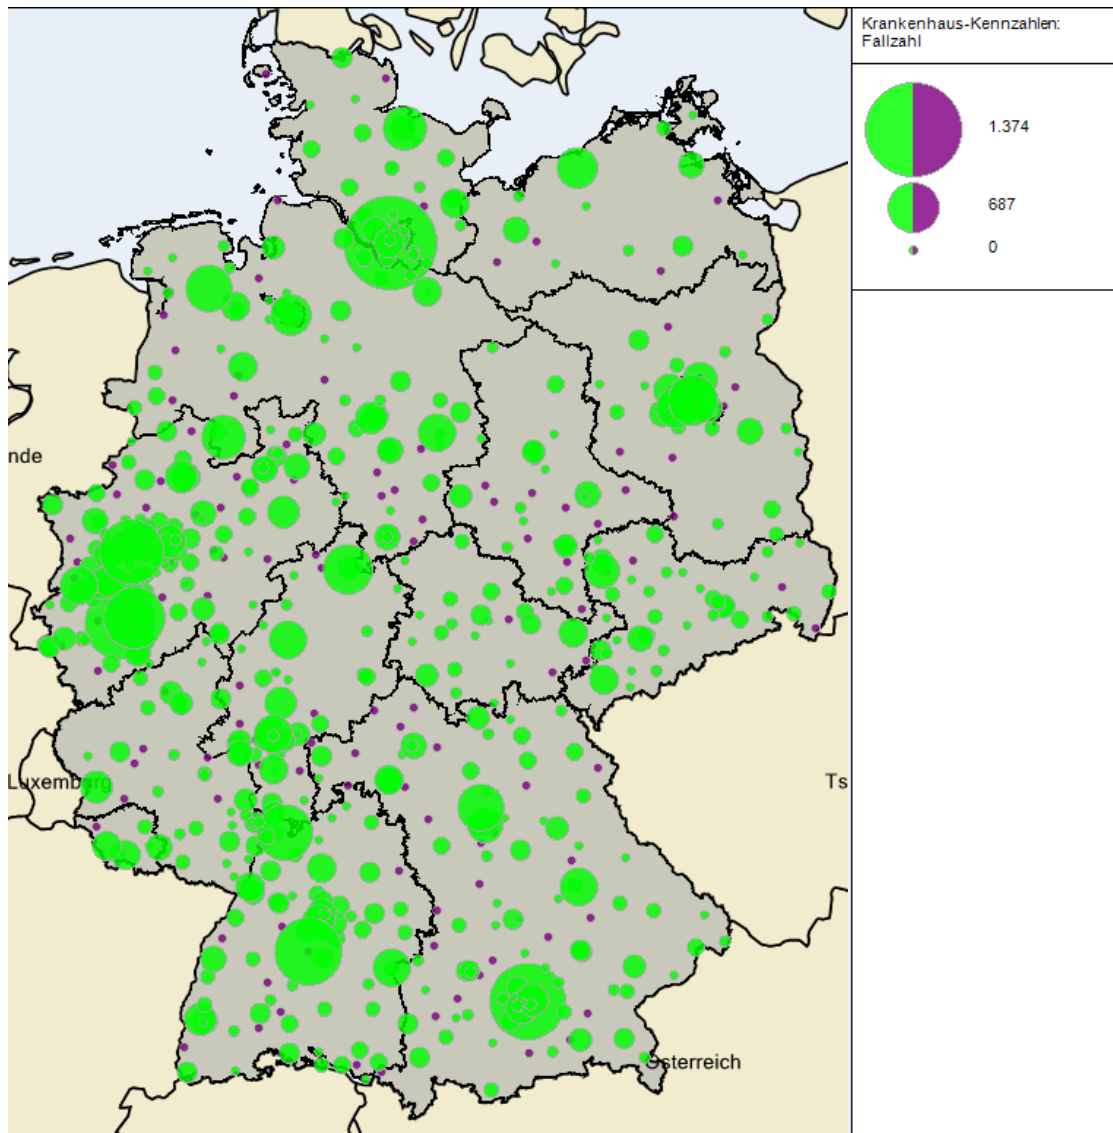 Krankenhaus-Kennzahlen:
Fallzahl
1.374
687
0
nde
Luxemburg
Ts
Österreich